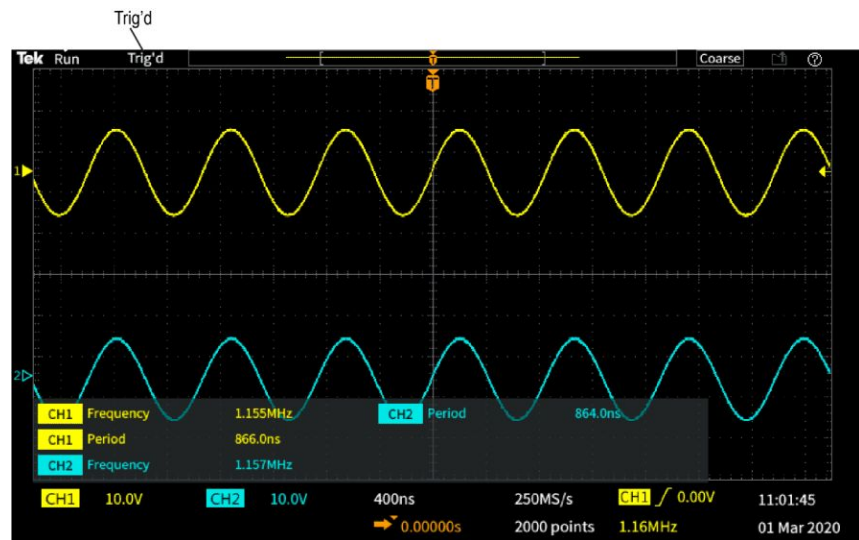 Trig'd
Tek Run Trig'd T Coarse ?
T
1
2
CH1 Frequency 1.155MHz CH2 Period 864.0ns
CH1 Period 866.0ns
CH2 Frequency 1.157MHz
CH1 10.0V CH2 10.0V 400ns 250MS/s CH1 0.00V 11:01:45
0.00000s 2000 points 1.16MHz 01 Mar 2020